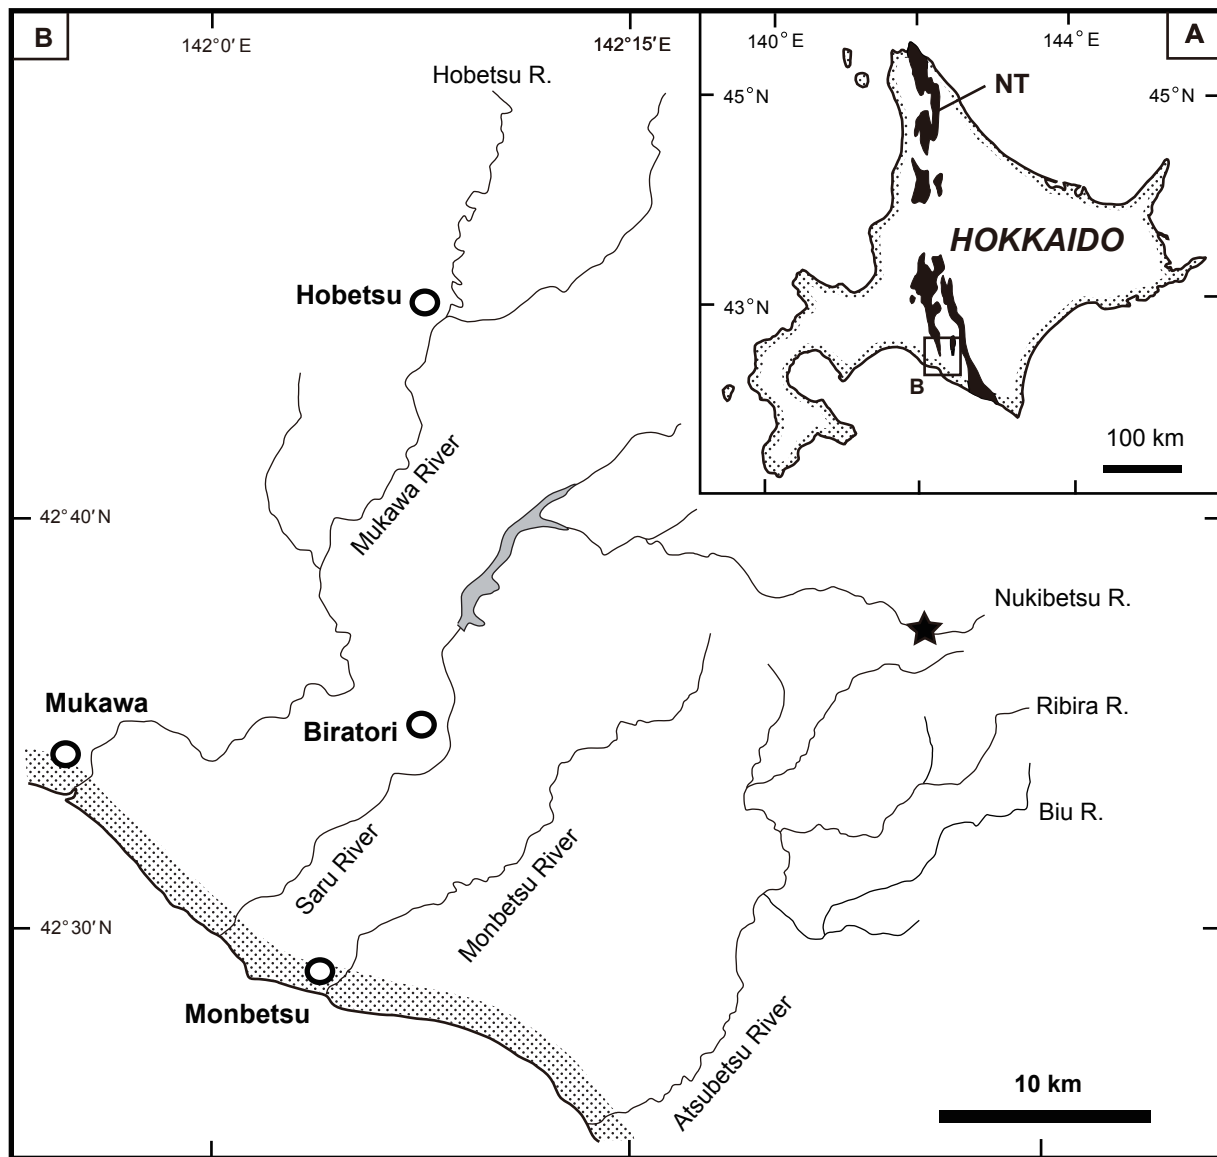 B
142°0′E
142°15′E
140°E
144°E
A
Hobetsu R.
45°N
NT
45°N
HOKKAIDO
Hobetsu
43°N
B
100 km
Mukawa River
42°40′N
Nukibetsu R.
Mukawa
Biratori
Ribira R.
Biu R.
Saru River
Monbetsu River
42°30′N
Monbetsu
Atsubetsu River
10 km